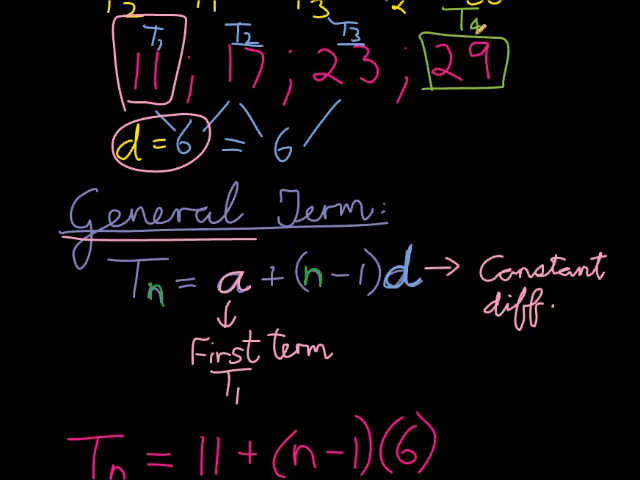 T₁ T₂ T₃ T₄
11 ; 17 ; 23 ; 29
d = 6 = 6
General Term:
Tn = a + (n-1)d → Constant
diff.
↓
First term
T₁
Tn = 11 + (n-1)(6)